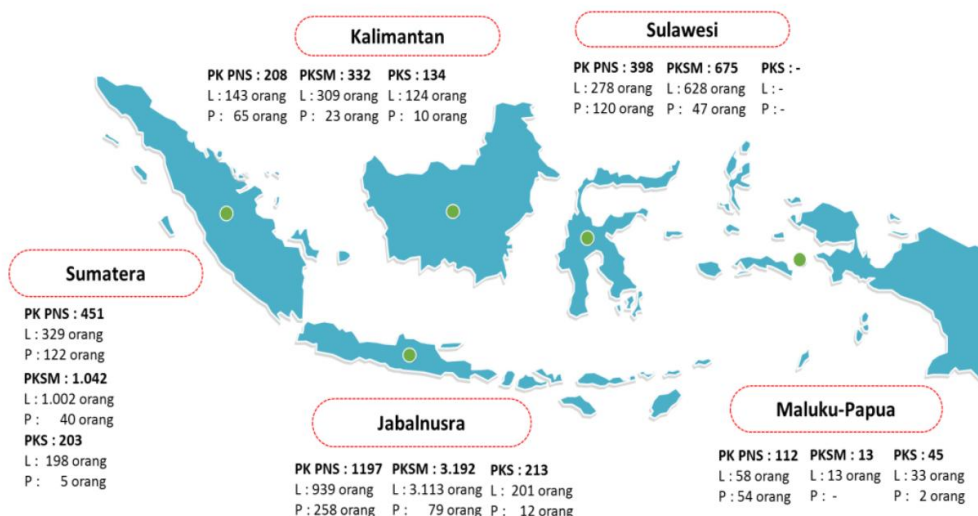 Kalimantan
PK PNS : 208 PKSM : 332 PKS : 134
L : 143 orang L : 309 orang L : 124 orang
P : 65 orang P : 23 orang P : 10 orang
Sulawesi
PK PNS : 398 PKSM : 675 PKS : -
L : 278 orang L : 628 orang L : -
P : 120 orang P : 47 orang P : -
Sumatera
PK PNS : 451
L : 329 orang
P : 122 orang
PKSM : 1.042
L : 1.002 orang
P : 40 orang
PKS : 203
L : 198 orang
P : 5 orang
Jabalnusra
PK PNS : 1197 PKSM : 3.192 PKS : 213
L : 939 orang L : 3.113 orang L : 201 orang
P : 258 orang P : 79 orang P : 12 orang
Maluku-Papua
PK PNS : 112 PKSM : 13 PKS : 45
L : 58 orang L : 13 orang L : 33 orang
P : 54 orang P : - P : 2 orang